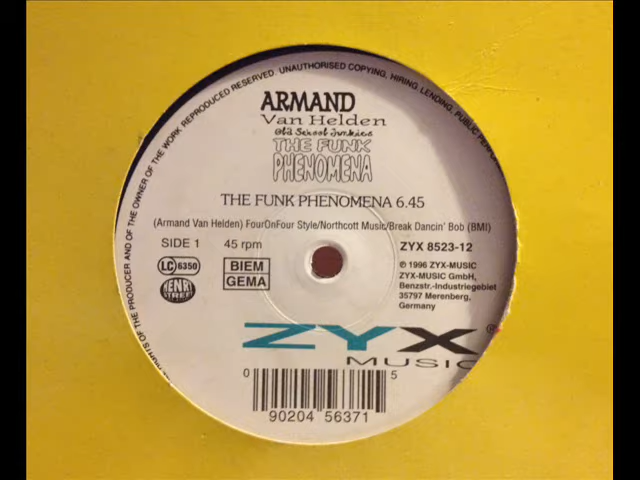 PARTS OF THE PRODUCER AND OF THE OWNER OF THE WORK REPRODUCED RESERVED. UNAUTHORISED COPYING, HIRING, LENDING, PUBLIC
ARMAND
Van Helden
Old School Junkies
THE FUNK
PHENOMENA
THE FUNK PHENOMENA 6.45
(Armand Van Helden) FourOnFour Style/Northcott Music/Break Dancin' Bob (BMI)
SIDE 1 45 rpm
ZYX 8523-12
LC 6350
BIEM
GEMA
HENRY
STREET
℗ 1996 ZYX-MUSIC
ZYX-MUSIC GmbH,
Benzstr.-Industriegebiet
35797 Merenberg,
Germany
ZYX®
MUSIC
0 90204 56371 5